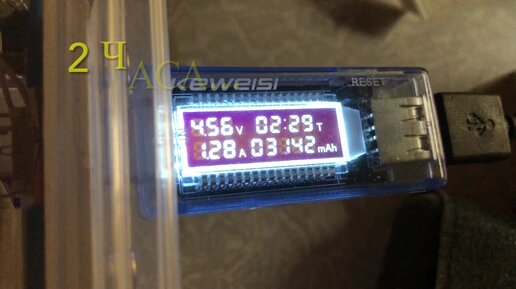 2 ЧАСА
KEWEISI
RESET
4.56V 02:29T
1.28A 03142mAh